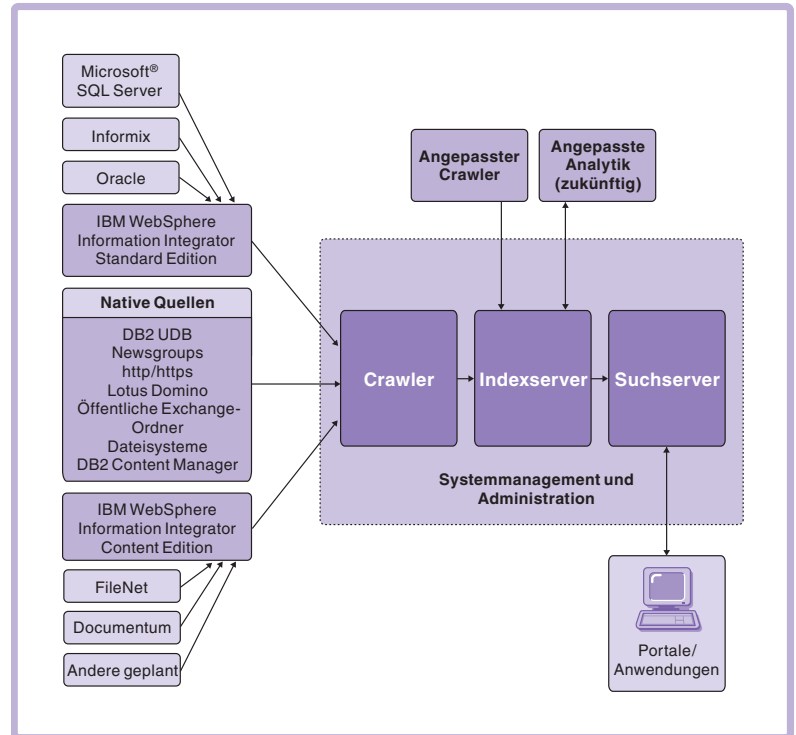 Microsoft®
SQL Server
Informix
Oracle
IBM WebSphere
Information Integrator
Standard Edition
Native Quellen
DB2 UDB
Newsgroups
http/https
Lotus Domino
Öffentliche Exchange-
Ordner
Dateisysteme
DB2 Content Manager
IBM WebSphere
Information Integrator
Content Edition
FileNet
Documentum
Andere geplant
Angepasster
Crawler
Angepasste
Analytik
(zukünftig)
Crawler
Indexserver
Suchserver
Systemmanagement und
Administration
Portale/
Anwendungen